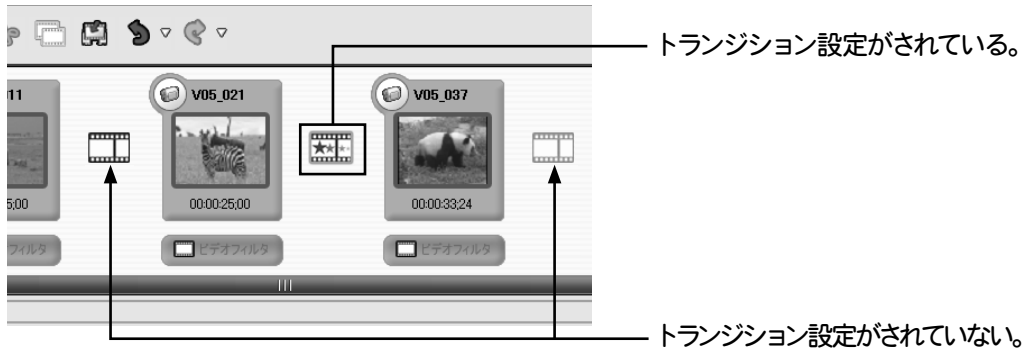 トランジション設定がされている。
11
V05_021
V05_037
5;00
00:00:25;00
00:00:33;24
フィルタ
ビデオフィルタ
ビデオフィルタ
トランジション設定がされていない。